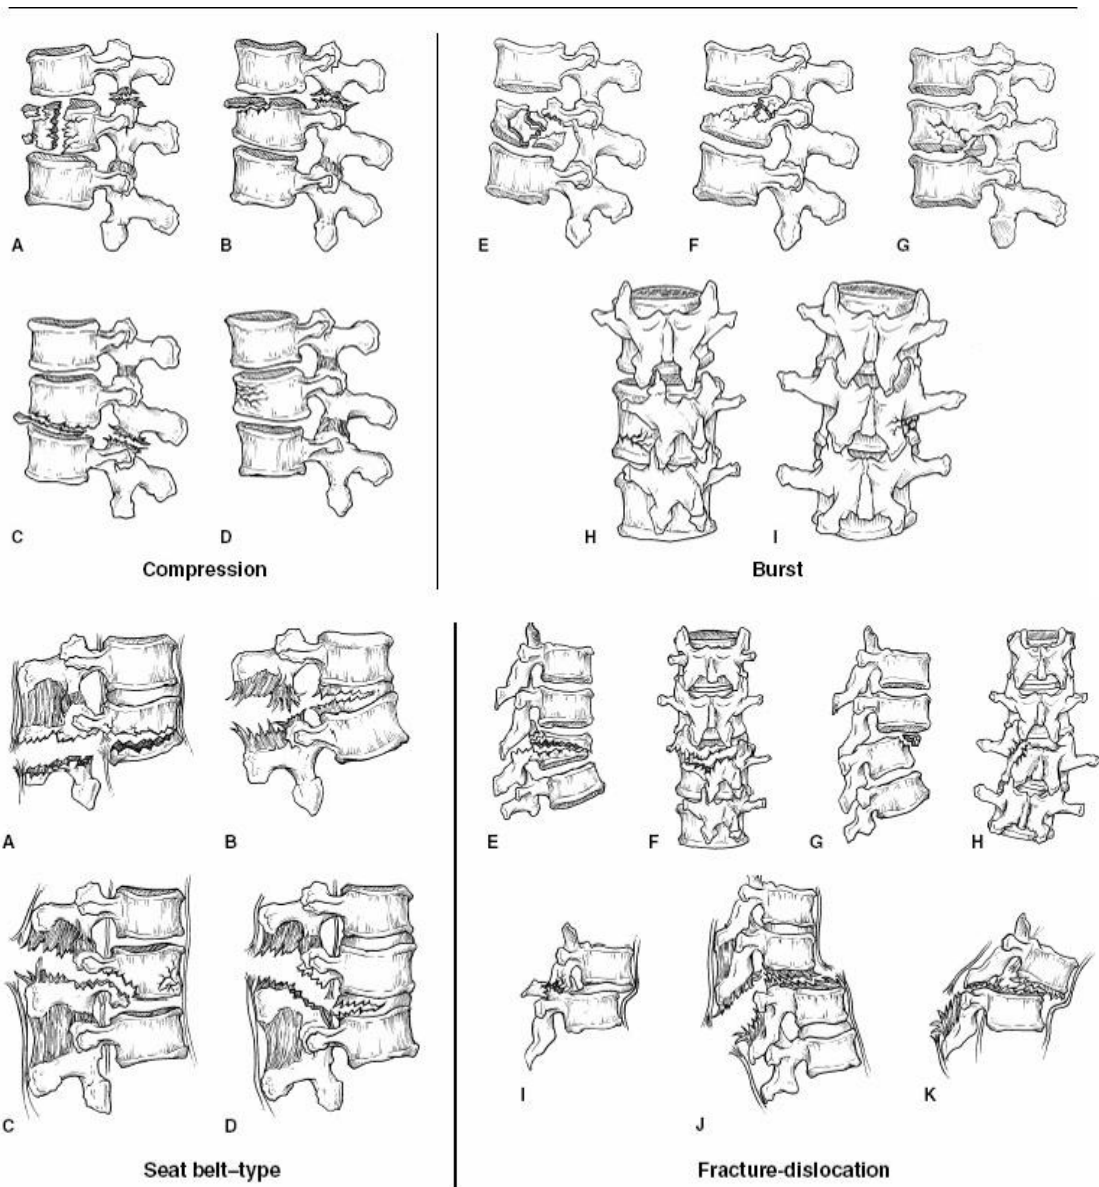 A B E F G
C D H I
Compression Burst
A B E F G H
C D I J K
Seat belt–type Fracture-dislocation